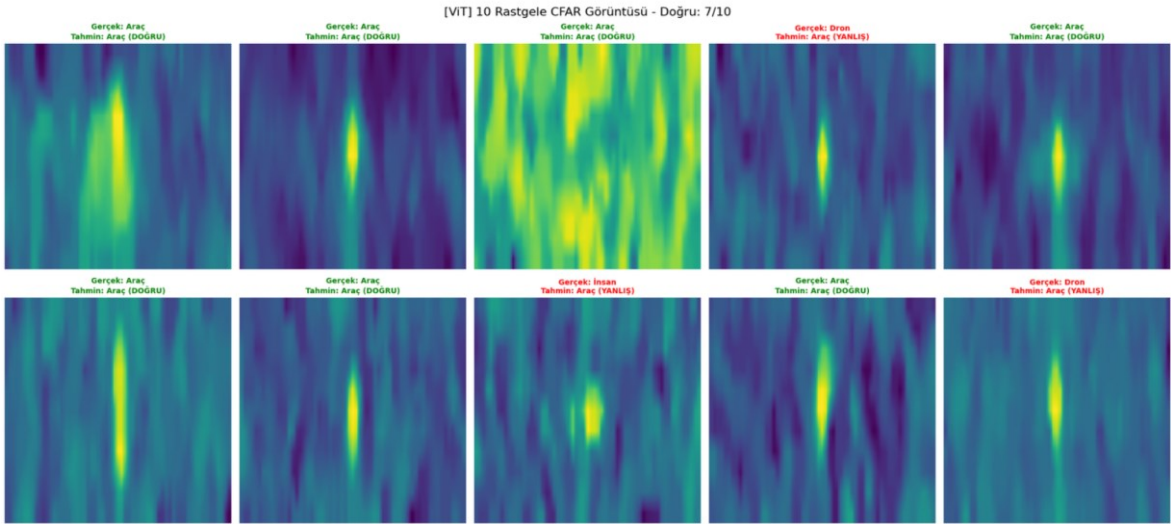 [ViT] 10 Rastgele CFAR Görüntüsü - Doğru: 7/10
Gerçek: Araç
Tahmin: Araç (DOĞRU)
Gerçek: Araç
Tahmin: Araç (DOĞRU)
Gerçek: Araç
Tahmin: Araç (DOĞRU)
Gerçek: Dron
Tahmin: Araç (YANLIŞ)
Gerçek: Araç
Tahmin: Araç (DOĞRU)
Gerçek: Araç
Tahmin: Araç (DOĞRU)
Gerçek: Araç
Tahmin: Araç (DOĞRU)
Gerçek: İnsan
Tahmin: Araç (YANLIŞ)
Gerçek: Araç
Tahmin: Araç (DOĞRU)
Gerçek: Dron
Tahmin: Araç (YANLIŞ)